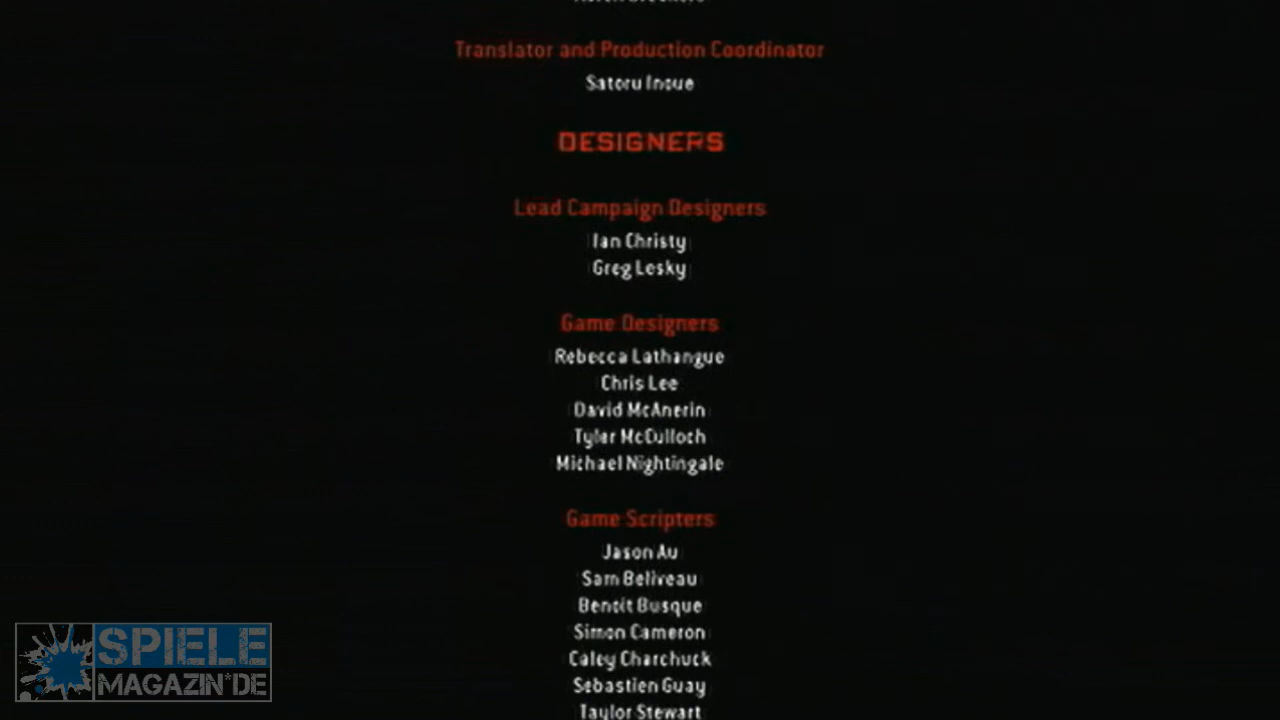 Translator and Production Coordinator
Satoru Inoue
DESIGNERS
Lead Campaign Designers
Ian Christy
Greg Lesky
Game Designers
Rebecca Lathangue
Chris Lee
David McAnerin
Tyler McCulloch
Michael Nightingale
Game Scripters
Jason Au
Sam Beliveau
Benoit Busque
Simon Cameron
Caley Charchuck
Sebastien Guay
Taylor Stewart
SPIELE
MAGAZIN*DE